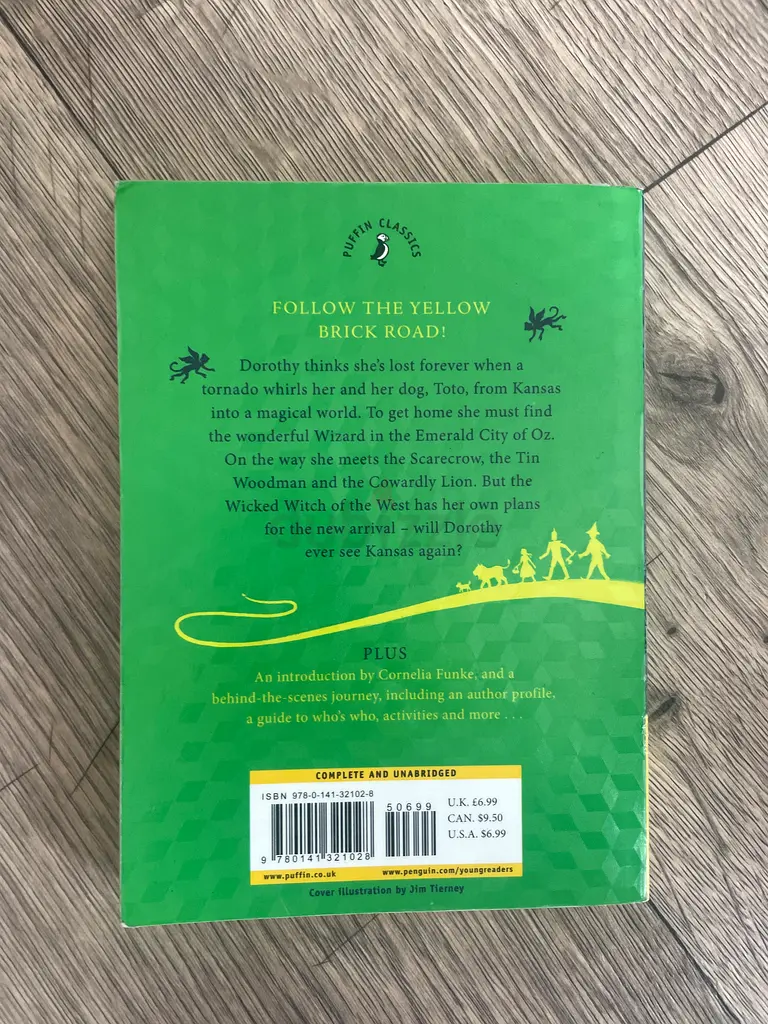 PUFFIN CLASSICS
FOLLOW THE YELLOW
BRICK ROAD!
Dorothy thinks she's lost forever when a
tornado whirls her and her dog, Toto, from Kansas
into a magical world. To get home she must find
the wonderful Wizard in the Emerald City of Oz.
On the way she meets the Scarecrow, the Tin
Woodman and the Cowardly Lion. But the
Wicked Witch of the West has her own plans
for the new arrival – will Dorothy
ever see Kansas again?
PLUS
An introduction by Cornelia Funke, and a
behind-the-scenes journey, including an author profile,
a guide to who's who, activities and more . . .
COMPLETE AND UNABRIDGED
ISBN 978-0-141-32102-8
50699
U.K. £6.99
CAN. $9.50
U.S.A. $6.99
9 780141 321028
www.puffin.co.uk
www.penguin.com/youngreaders
Cover illustration by Jim Tierney